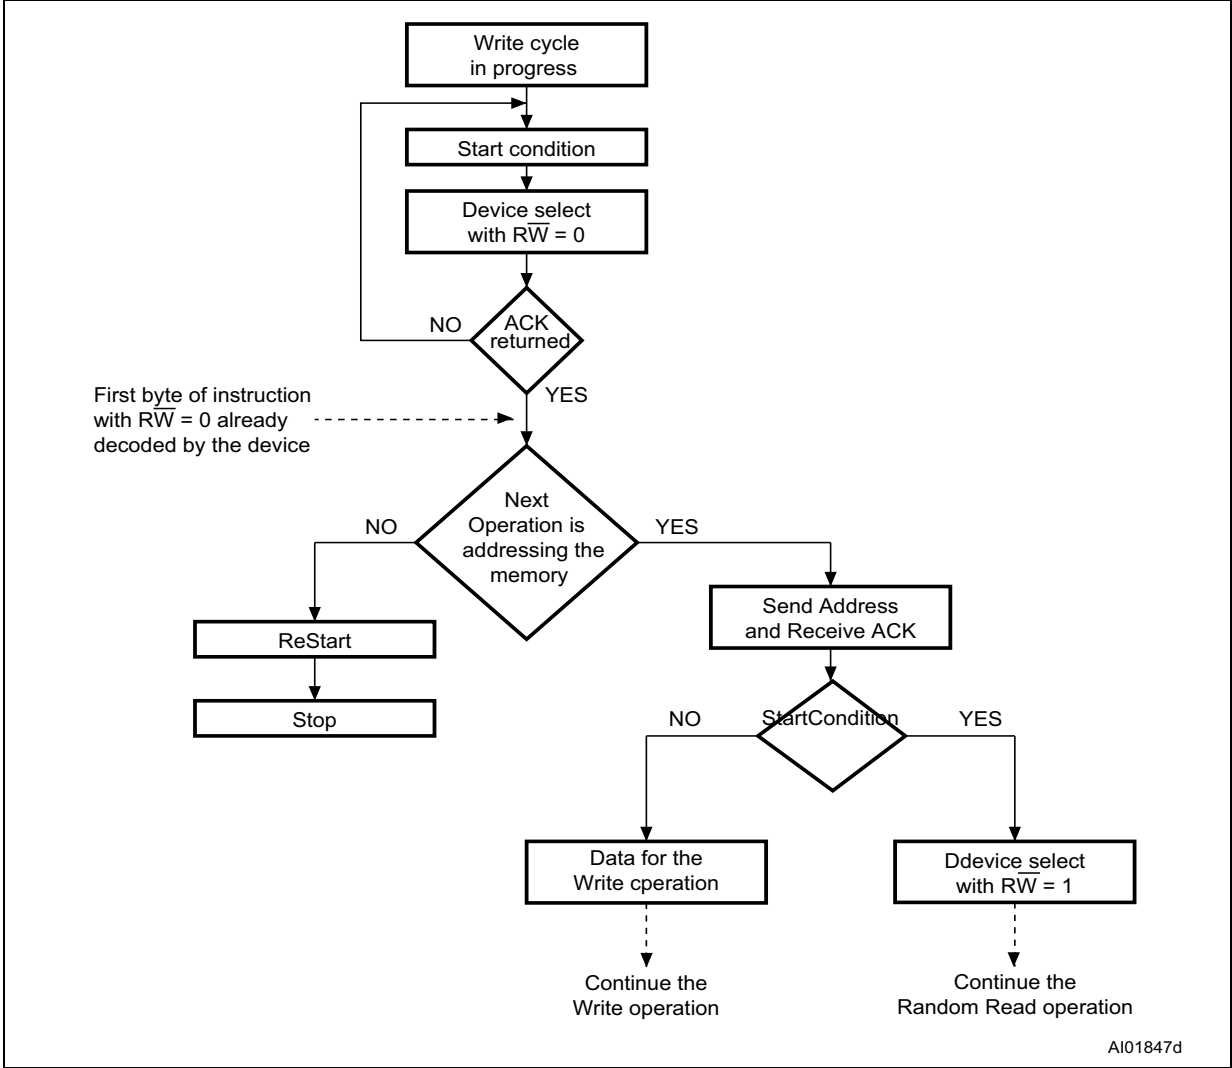 Write cycle
in progress
Start condition
Device select
with RW̅ = 0
NO
ACK
returned
YES
First byte of instruction
with RW̅ = 0 already
decoded by the device
NO
Next
Operation is
addressing the
memory
YES
Send Address
and Receive ACK
ReStart
Stop
NO
StartCondition
YES
Data for the
Write cperation
Ddevice select
with RW̅ = 1
Continue the
Write operation
Continue the
Random Read operation
AI01847d